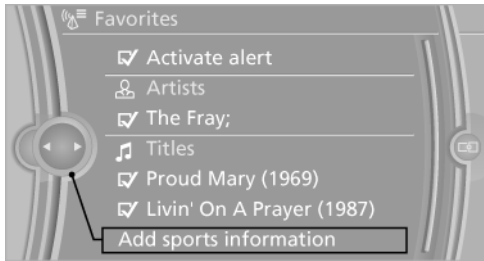 Favorites
Activate alert
Artists
The Fray;
Titles
Proud Mary (1969)
Livin' On A Prayer (1987)
Add sports information